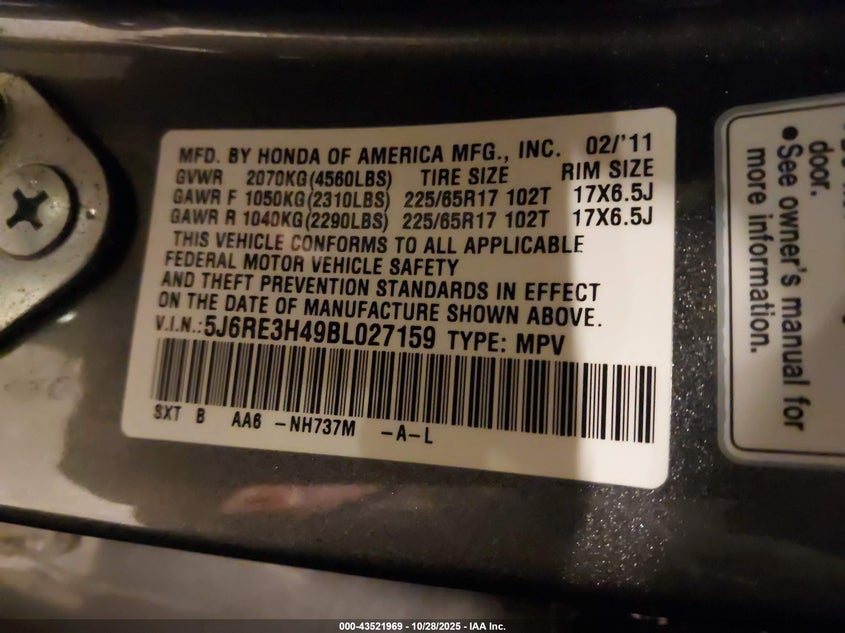 MFD. BY HONDA OF AMERICA MFG., INC. 02/'11
GVWR 2070KG(4560LBS) TIRE SIZE RIM SIZE
GAWR F 1050KG(2310LBS) 225/65R17 102T 17X6.5J
GAWR R 1040KG(2290LBS) 225/65R17 102T 17X6.5J
THIS VEHICLE CONFORMS TO ALL APPLICABLE
FEDERAL MOTOR VEHICLE SAFETY
AND THEFT PREVENTION STANDARDS IN EFFECT
ON THE DATE OF MANUFACTURE SHOWN ABOVE.
V.I.N.:5J6RE3H49BL027159 TYPE: MPV
SXT B AA6 -NH737M -A-L
door.
•See owner's manual for
more information.
000-43521969 - 10/28/2025 - IAA Inc.